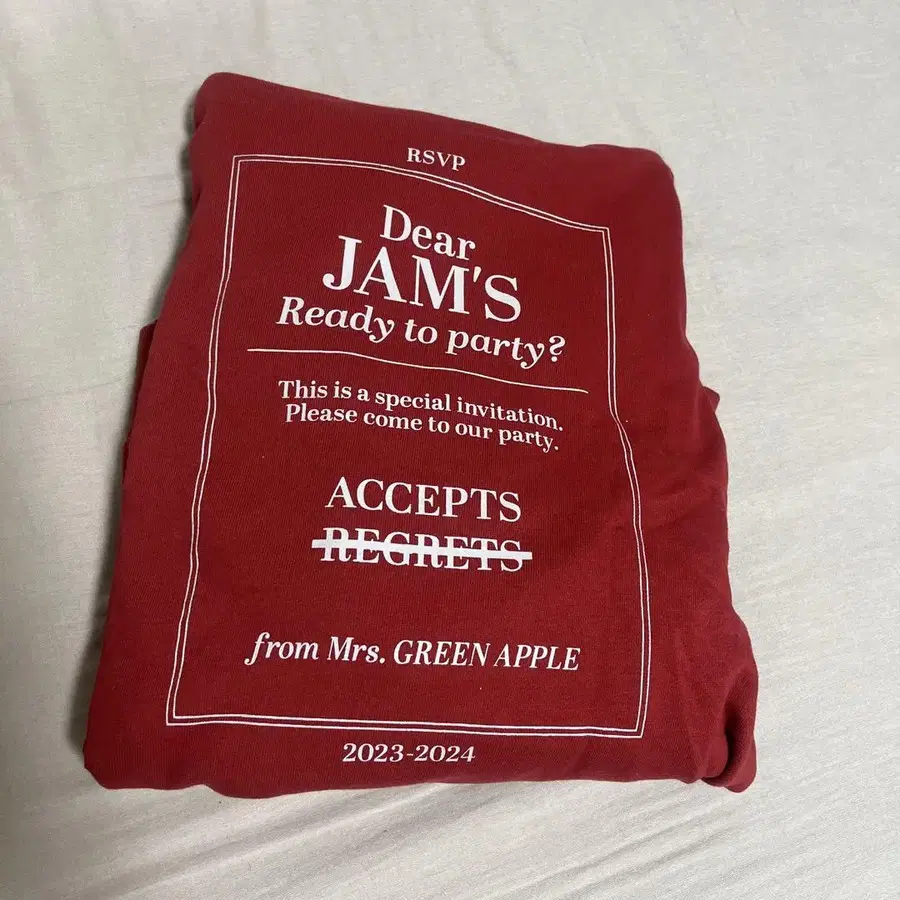 RSVP
Dear
JAM'S
Ready to party?
This is a special invitation.
Please come to our party.
ACCEPTS
REGRETS
from Mrs. GREEN APPLE
2023-2024